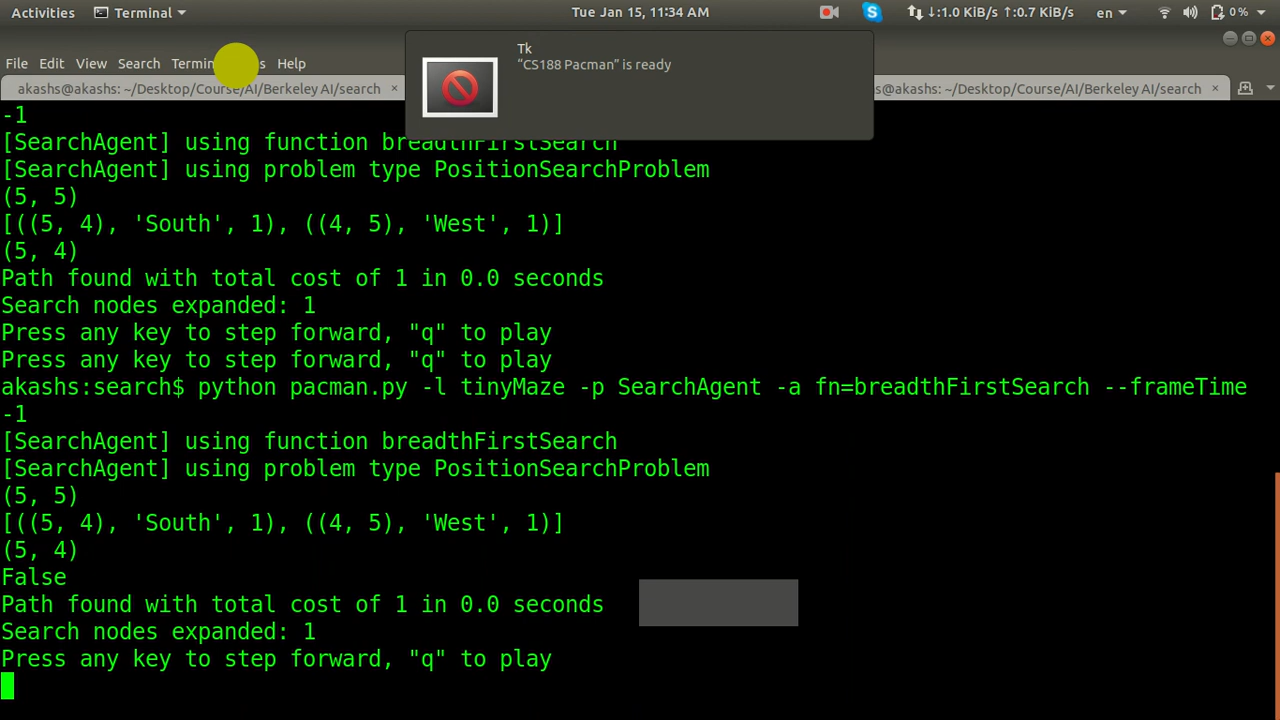 Activities Terminal Tue Jan 15, 11:34 AM ↓:1.0 KiB/s ↑:0.7 KiB/s en 0%
Tk
"CS188 Pacman" is ready
File Edit View Search Help
akashs@akashs: ~/Desktop/Course/AI/Berkeley AI/search × s@akashs: ~/Desktop/Course/AI/Berkeley AI/search ×
-1
[SearchAgent] using function breadthFirstSearch
[SearchAgent] using problem type PositionSearchProblem
(5, 5)
[((5, 4), 'South', 1), ((4, 5), 'West', 1)]
(5, 4)
Path found with total cost of 1 in 0.0 seconds
Search nodes expanded: 1
Press any key to step forward, "q" to play
Press any key to step forward, "q" to play
akashs:search$ python pacman.py -l tinyMaze -p SearchAgent -a fn=breadthFirstSearch --frameTime
-1
[SearchAgent] using function breadthFirstSearch
[SearchAgent] using problem type PositionSearchProblem
(5, 5)
[((5, 4), 'South', 1), ((4, 5), 'West', 1)]
(5, 4)
False
Path found with total cost of 1 in 0.0 seconds
Search nodes expanded: 1
Press any key to step forward, "q" to play